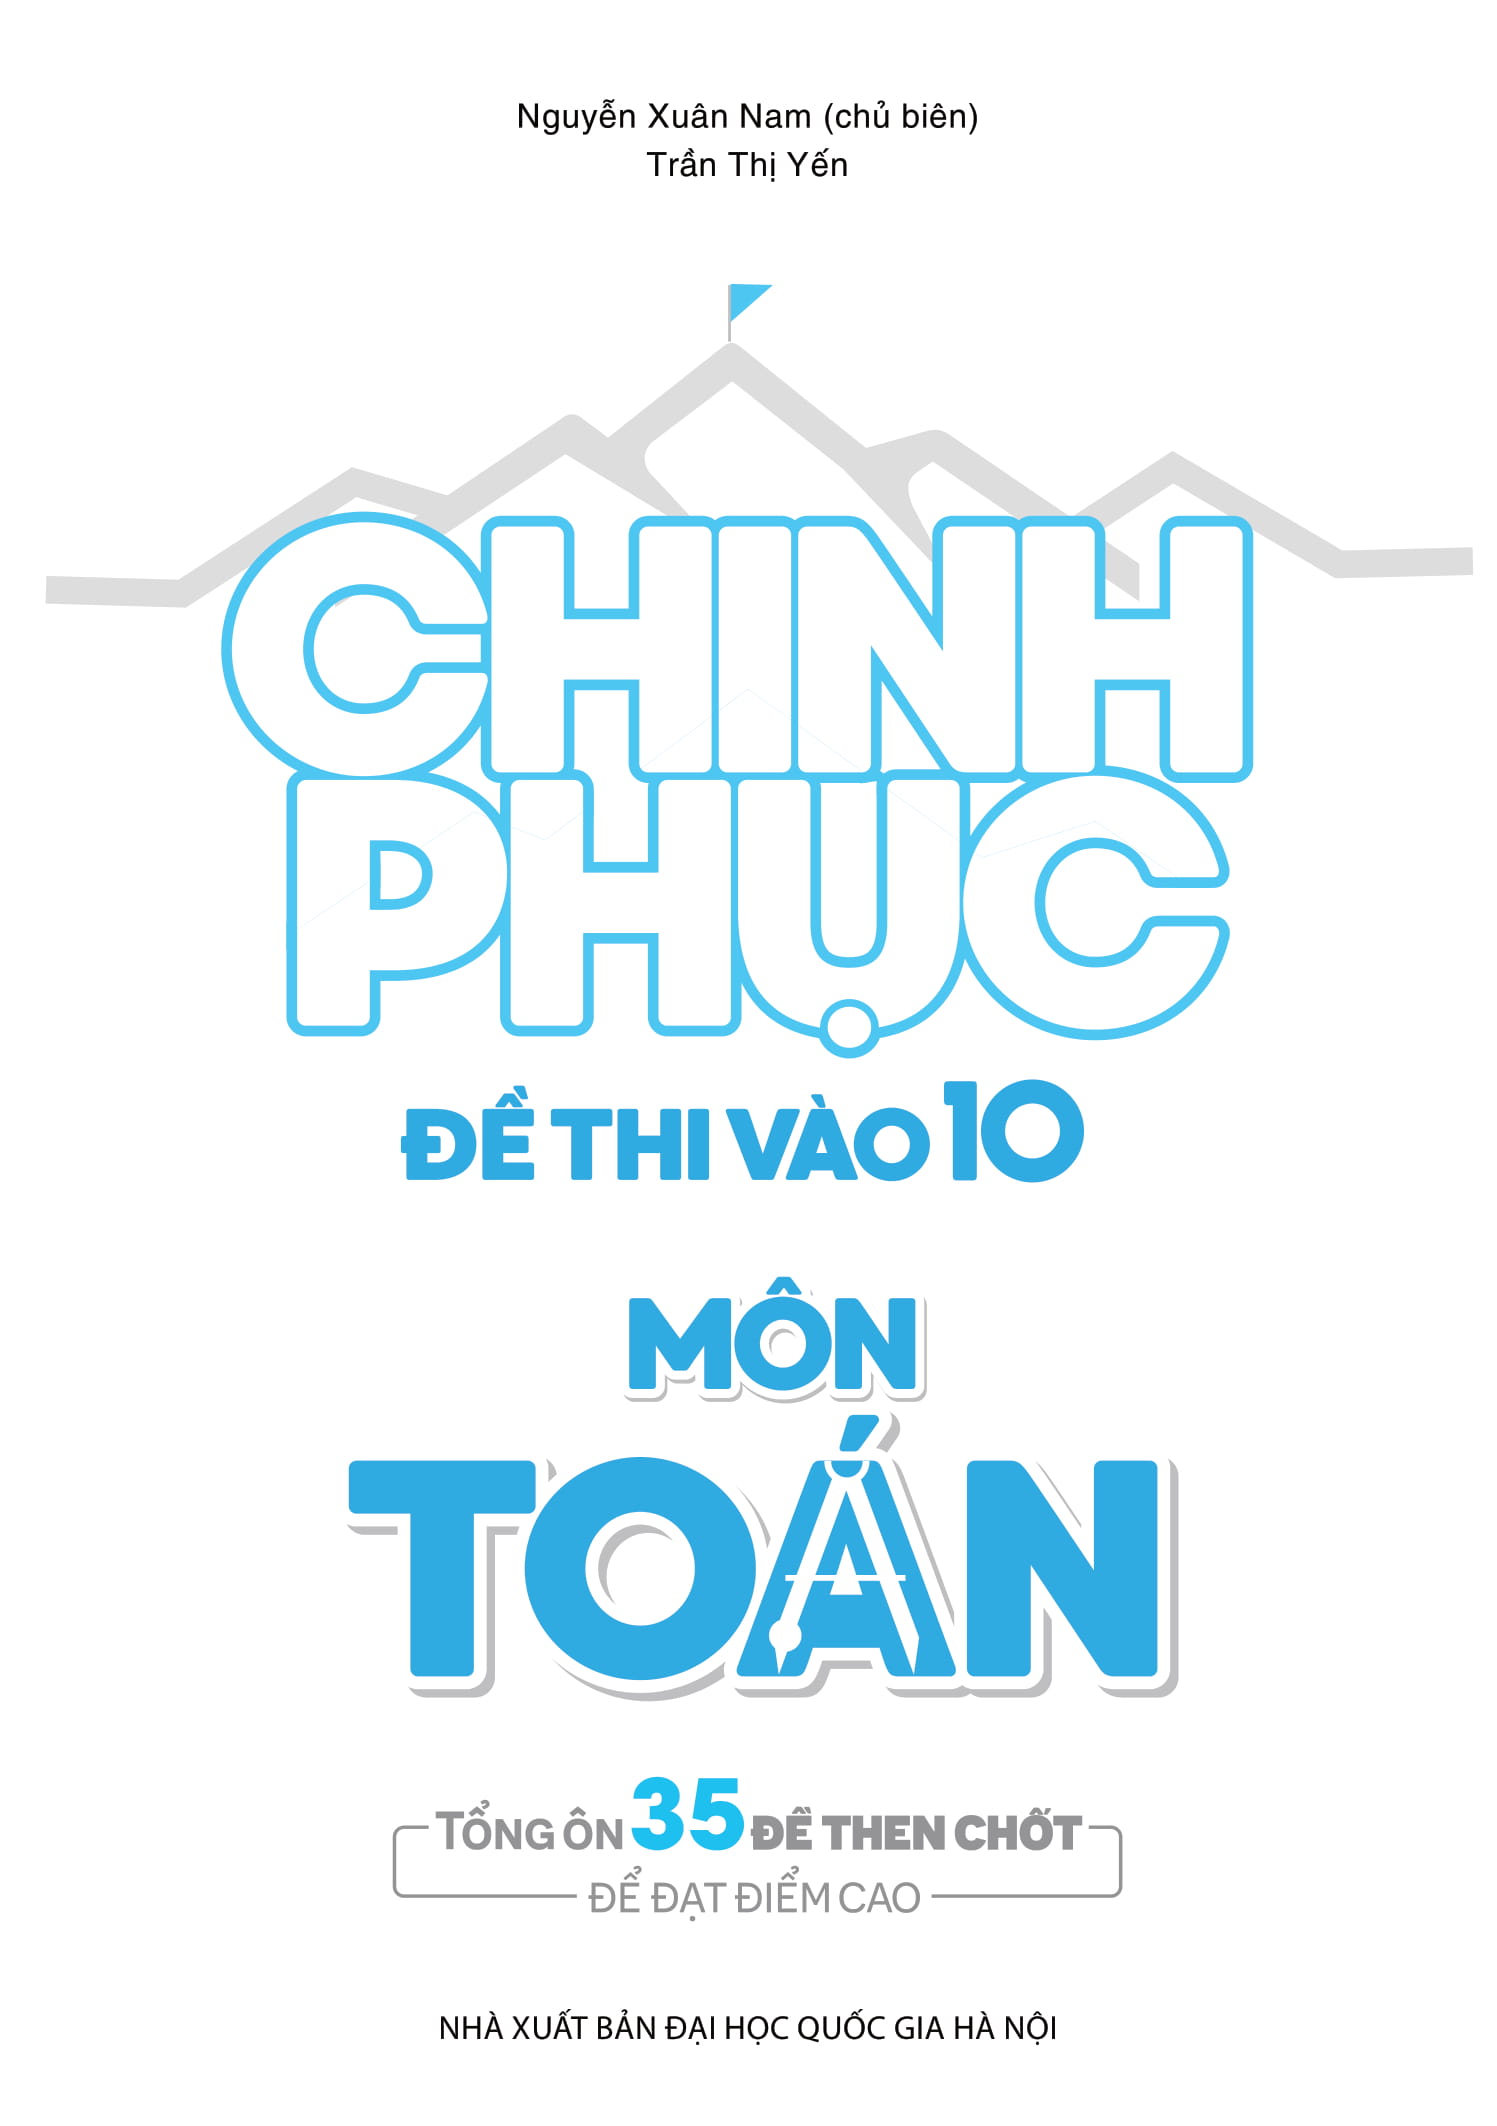 Nguyễn Xuân Nam (chủ biên)
Trần Thị Yến
CHINH
PHỤC
ĐỀ THI VÀO 10
MÔN
TOÁN
TỔNG ÔN 35 ĐỀ THEN CHỐT
ĐỂ ĐẠT ĐIỂM CAO
NHÀ XUẤT BẢN ĐẠI HỌC QUỐC GIA HÀ NỘI